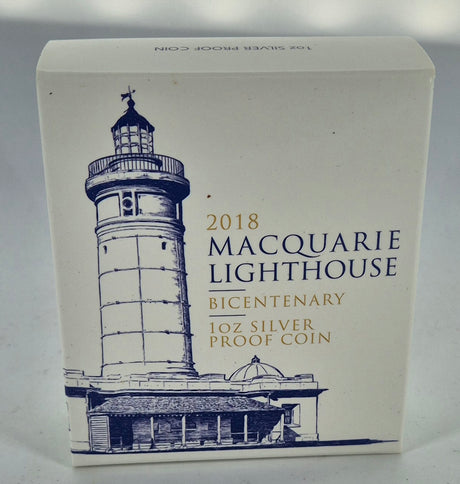 1OZ SILVER PROOF COIN
2018
MACQUARIE
LIGHTHOUSE
BICENTENARY
1OZ SILVER
PROOF COIN